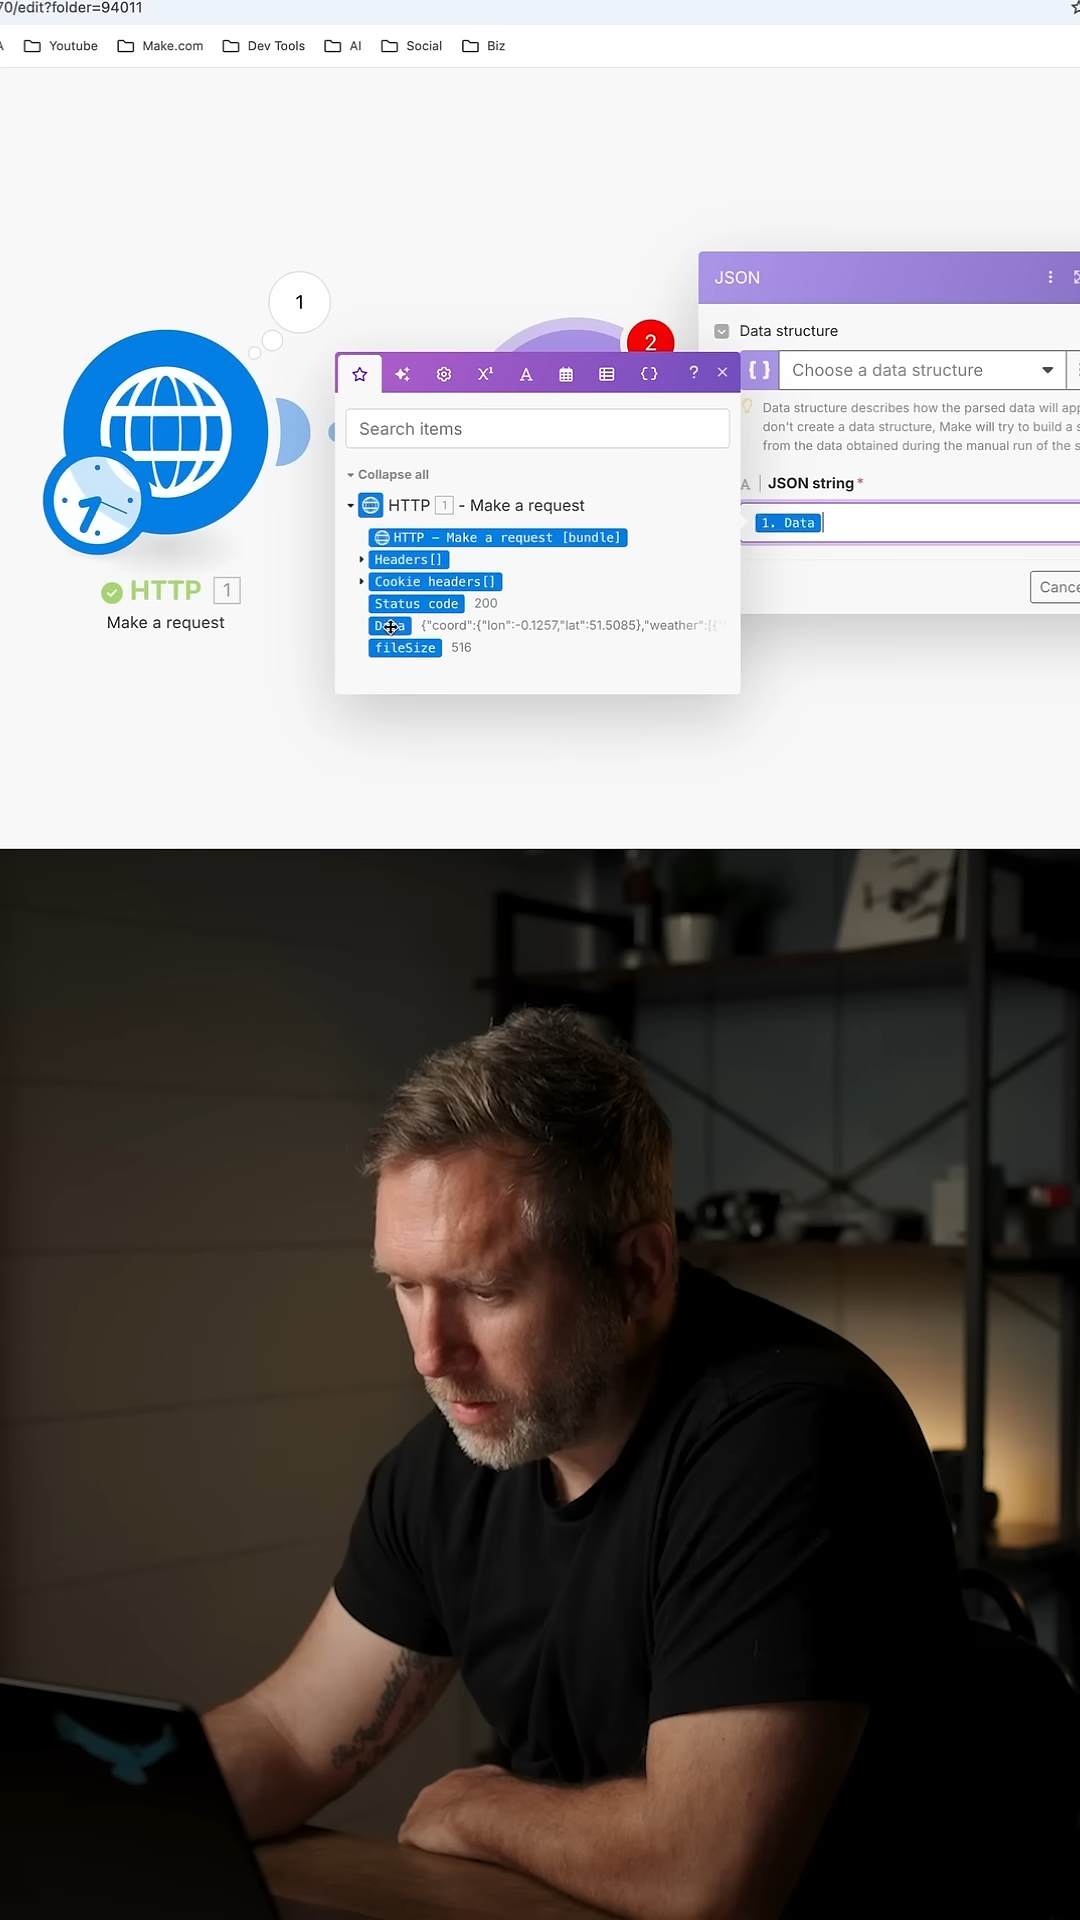 70/edit?folder=94011
Youtube
Make.com
Dev Tools
AI
Social
Biz
1
2
JSON
Data structure
{ } Choose a data structure
Data structure describes how the parsed data will app
don't create a data structure, Make will try to build a s
from the data obtained during the manual run of the s
A JSON string*
1. Data
Cance
A X¹ { } ?
Search items
Collapse all
HTTP 1 - Make a request
HTTP – Make a request [bundle]
Headers[]
Cookie headers[]
Status code 200
Data {"coord":{"lon":-0.1257,"lat":51.5085},"weather":[{"
fileSize 516
HTTP 1
Make a request